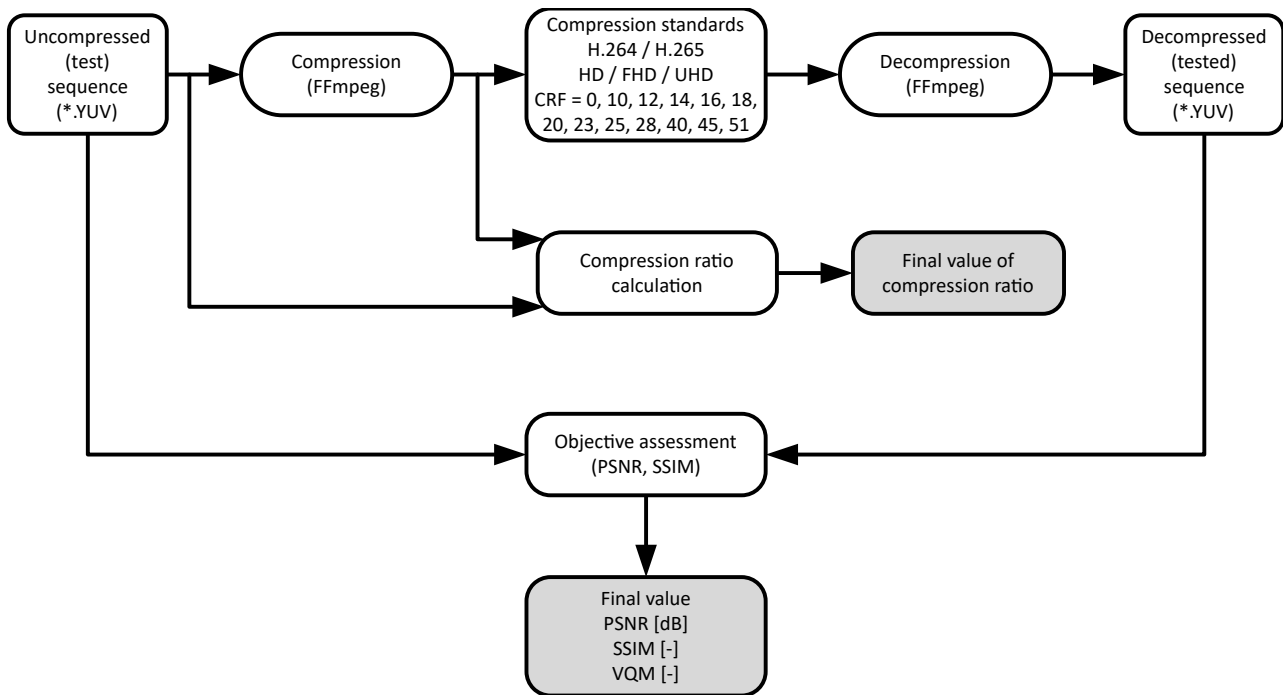 Uncompressed
(test)
sequence
(*.YUV)
Compression
(FFmpeg)
Compression standards
H.264 / H.265
HD / FHD / UHD
CRF = 0, 10, 12, 14, 16, 18,
20, 23, 25, 28, 40, 45, 51
Decompression
(FFmpeg)
Decompressed
(tested)
sequence
(*.YUV)
Compression ratio
calculation
Final value of
compression ratio
Objective assessment
(PSNR, SSIM)
Final value
PSNR [dB]
SSIM [-]
VQM [-]